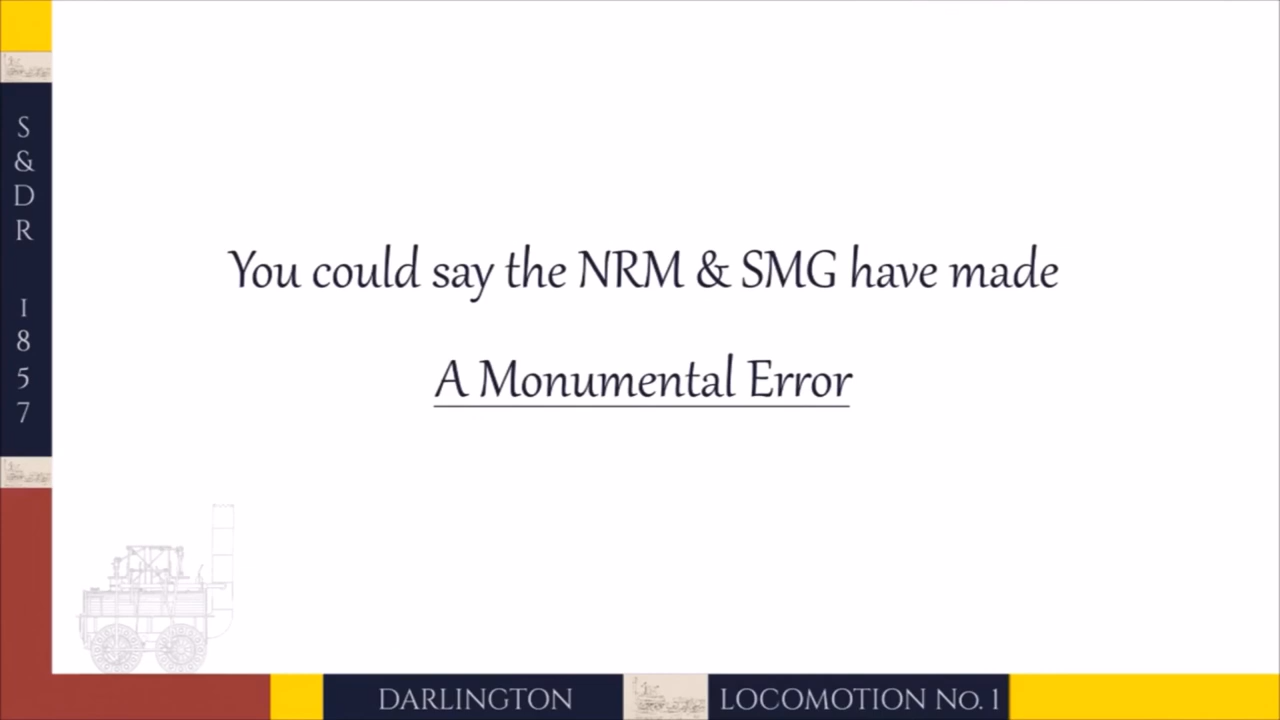 S
&
D
R
1
8
5
7
You could say the NRM & SMG have made
A Monumental Error
DARLINGTON
LOCOMOTION No. 1